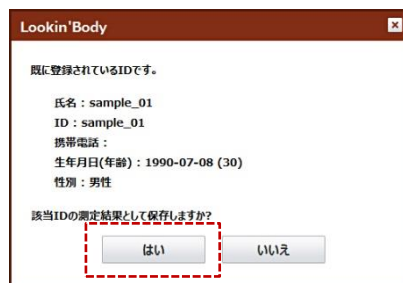 Lookin'Body
既に登録されているIDです。
氏名：sample_01
ID：sample_01
携帯電話：
生年月日(年齢)：1990-07-08 (30)
性別：男性
該当IDの測定結果として保存しますか?
はい いいえ